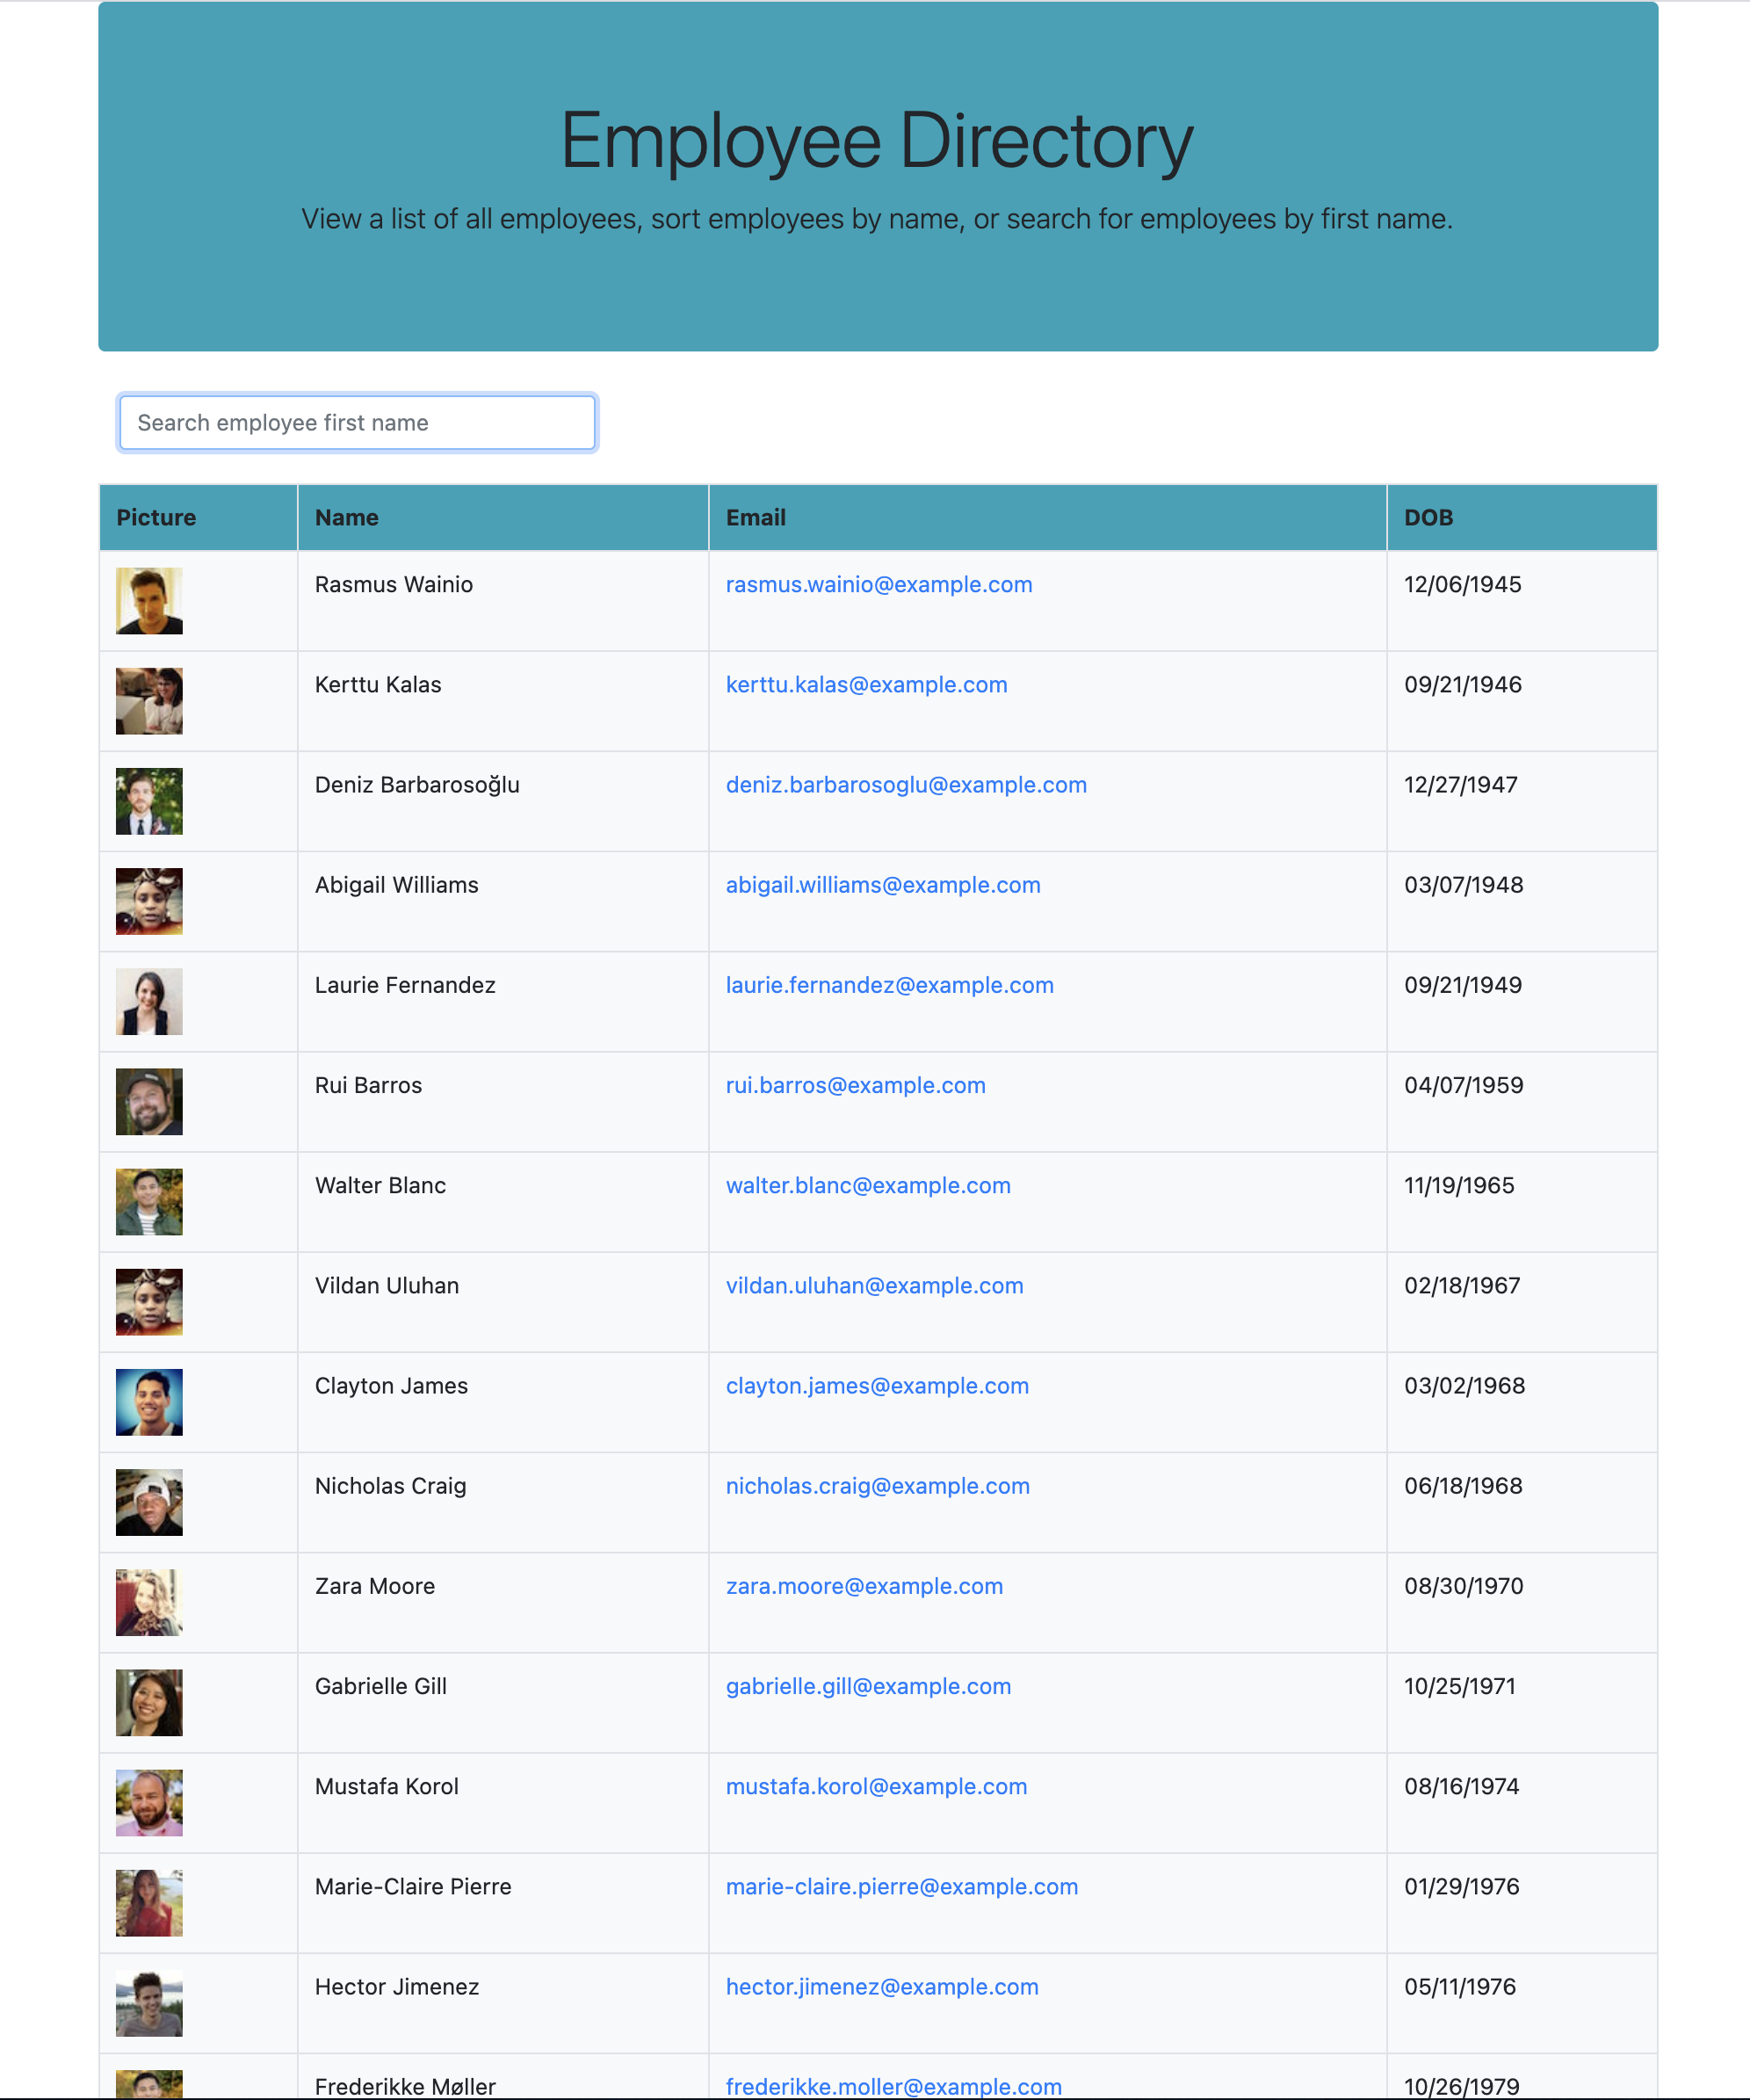 Employee Directory
View a list of all employees, sort employees by name, or search for employees by first name.
Search employee first name
Picture Name Email DOB
Rasmus Wainio rasmus.wainio@example.com 12/06/1945
Kerttu Kalas kerttu.kalas@example.com 09/21/1946
Deniz Barbarosoğlu deniz.barbarosoglu@example.com 12/27/1947
Abigail Williams abigail.williams@example.com 03/07/1948
Laurie Fernandez laurie.fernandez@example.com 09/21/1949
Rui Barros rui.barros@example.com 04/07/1959
Walter Blanc walter.blanc@example.com 11/19/1965
Vildan Uluhan vildan.uluhan@example.com 02/18/1967
Clayton James clayton.james@example.com 03/02/1968
Nicholas Craig nicholas.craig@example.com 06/18/1968
Zara Moore zara.moore@example.com 08/30/1970
Gabrielle Gill gabrielle.gill@example.com 10/25/1971
Mustafa Korol mustafa.korol@example.com 08/16/1974
Marie-Claire Pierre marie-claire.pierre@example.com 01/29/1976
Hector Jimenez hector.jimenez@example.com 05/11/1976
Frederikke Møller frederikke.moller@example.com 10/26/1979